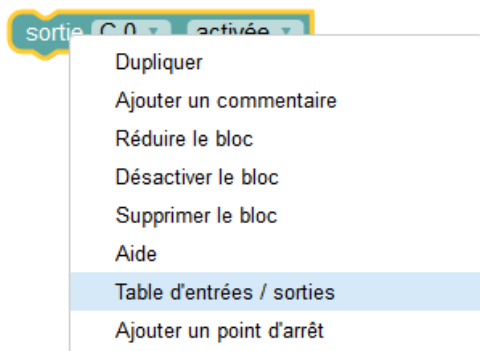 sortie C.0 activée
Dupliquer
Ajouter un commentaire
Réduire le bloc
Désactiver le bloc
Supprimer le bloc
Aide
Table d'entrées / sorties
Ajouter un point d'arrêt